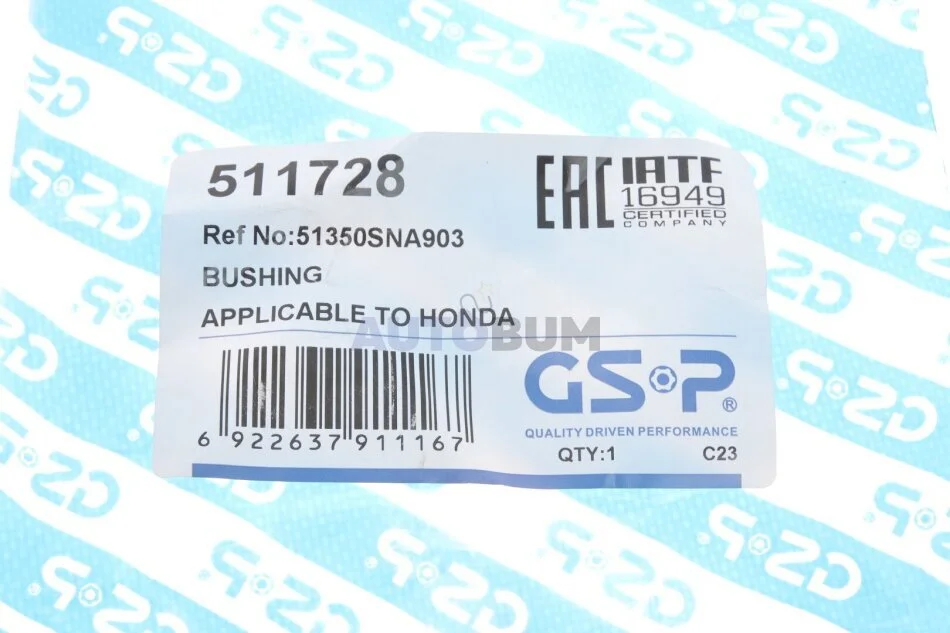 511728
EAC
IATF
16949
CERTIFIED
COMPANY
Ref No:51350SNA903
BUSHING
APPLICABLE TO HONDA
AUTOBUM
6 922637 911167
GSP®
QUALITY DRIVEN PERFORMANCE
QTY:1 C23